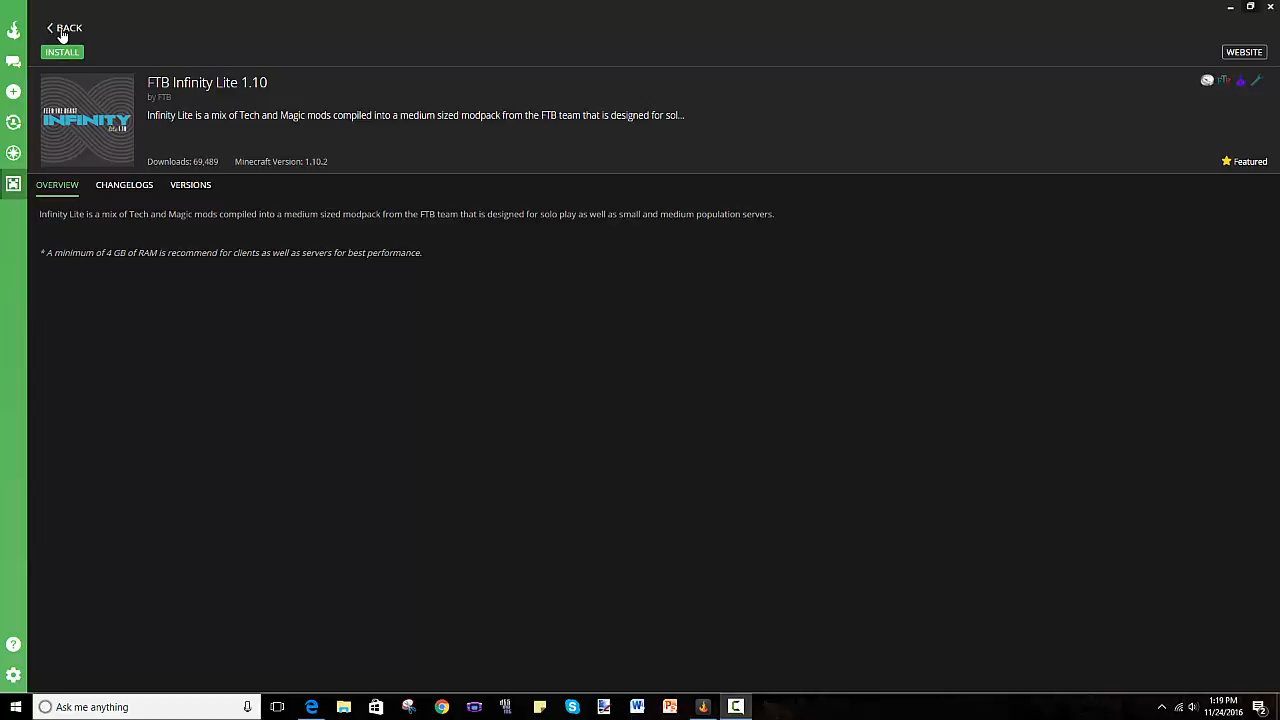 BACK
INSTALL
WEBSITE
FTB Infinity Lite 1.10
by FTB
Infinity Lite is a mix of Tech and Magic mods compiled into a medium sized modpack from the FTB team that is designed for sol...
Downloads: 69,489 Minecraft Version: 1.10.2
Featured
FEED THE BEAST
INFINITY
OVERVIEW CHANGELOGS VERSIONS
Infinity Lite is a mix of Tech and Magic mods compiled into a medium sized modpack from the FTB team that is designed for solo play as well as small and medium population servers.
* A minimum of 4 GB of RAM is recommend for clients as well as servers for best performance.
Ask me anything
1:19 PM
11/24/2016